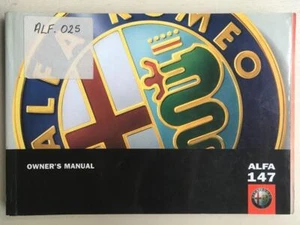 ALF. 025
ALFA ROMEO
OWNER'S MANUAL
ALFA
147